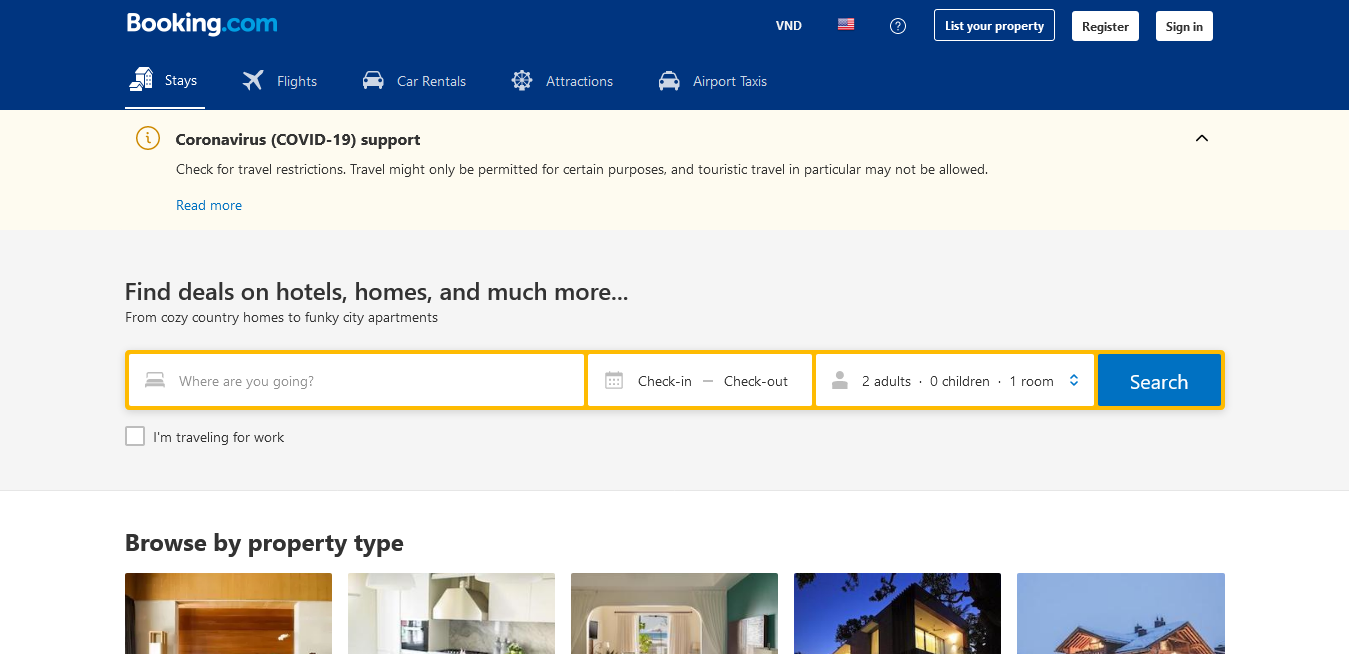 Booking.com
VND
List your property
Register
Sign in
Stays
Flights
Car Rentals
Attractions
Airport Taxis
Coronavirus (COVID-19) support
Check for travel restrictions. Travel might only be permitted for certain purposes, and touristic travel in particular may not be allowed.
Read more
Find deals on hotels, homes, and much more...
From cozy country homes to funky city apartments
Where are you going?
Check-in — Check-out
2 adults · 0 children · 1 room
Search
I'm traveling for work
Browse by property type